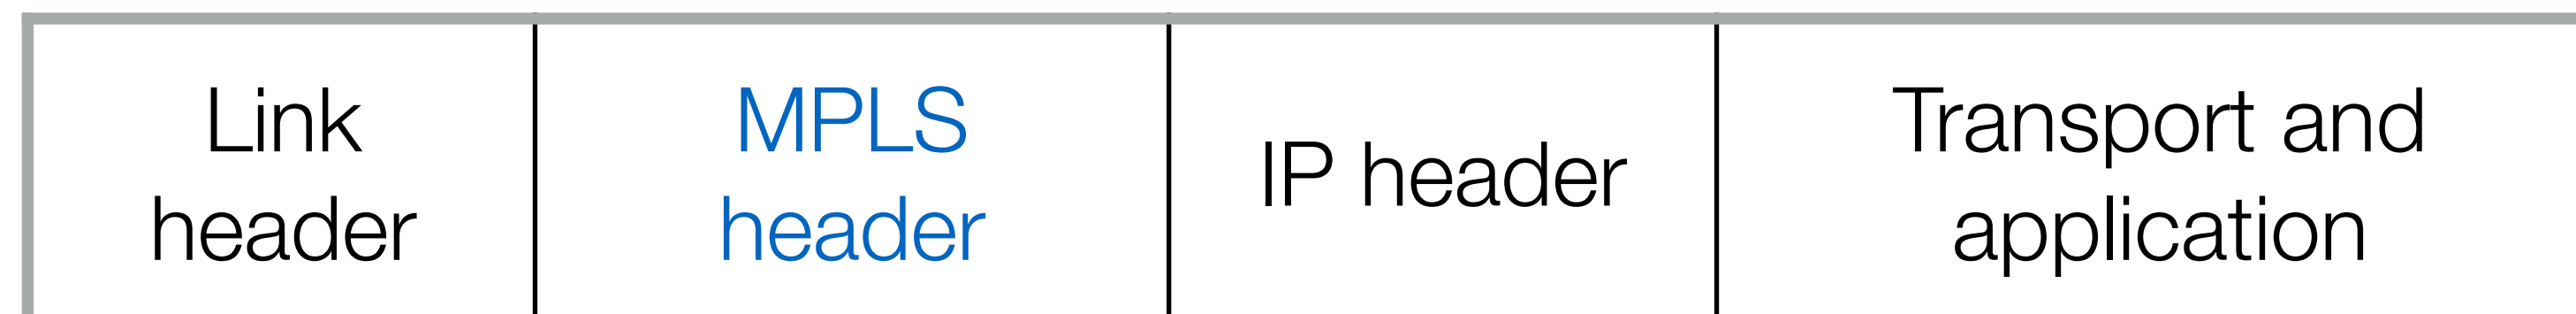 Link
header
MPLS
header
IP header
Transport and
application